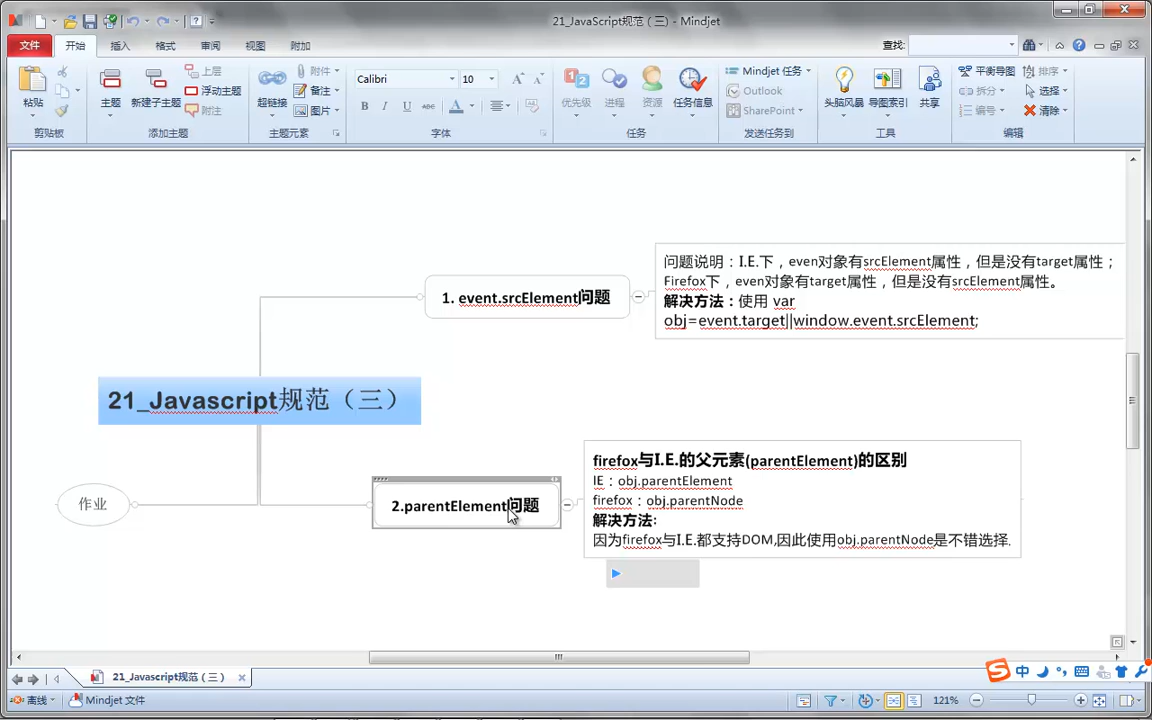 21_JavaScript规范（三）- Mindjet
文件 开始 插入 格式 审阅 视图 附加 查找:
粘贴 剪贴板
主题 新建子主题 上层 浮动主题 附注 添加主题
超链接 附件 备注 图片 主题元素
Calibri 10 B I U ABC A 字体
优先级 进程 资源 任务信息 任务
Mindjet 任务 Outlook SharePoint 发送任务到
头脑风暴 导图索引 共享 工具
平衡导图 排序 拆分 选择 编号 清除 编辑
1. event.srcElement问题
问题说明：I.E.下，even对象有srcElement属性，但是没有target属性；
Firefox下，even对象有target属性，但是没有srcElement属性。
解决方法：使用 var
obj=event.target||window.event.srcElement;
21_Javascript规范（三）
作业
2.parentElement问题
firefox与I.E.的父元素(parentElement)的区别
IE：obj.parentElement
firefox：obj.parentNode
解决方法:
因为firefox与I.E.都支持DOM,因此使用obj.parentNode是不错选择.
21_Javascript规范（三）
中
离线 Mindjet 文件 121%